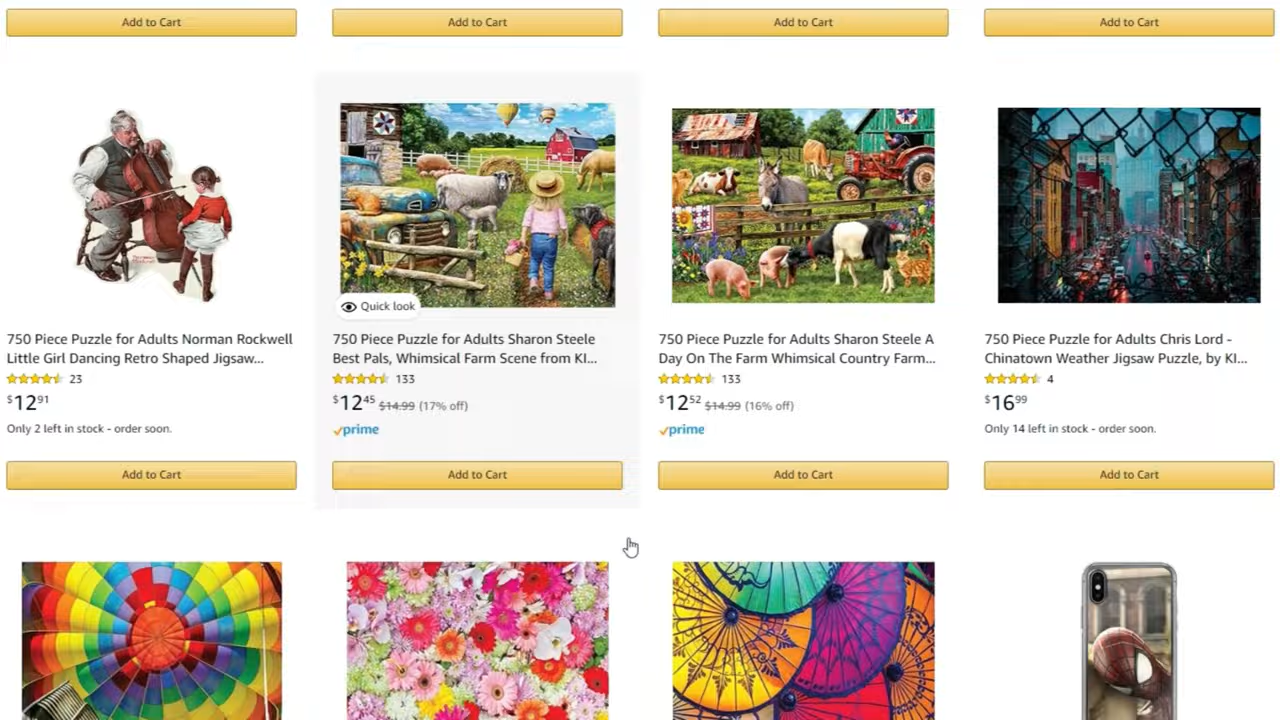 Add to Cart
Add to Cart
Add to Cart
Add to Cart
Quick look
750 Piece Puzzle for Adults Norman Rockwell
Little Girl Dancing Retro Shaped Jigsaw...
23
$12 91
Only 2 left in stock - order soon.
Add to Cart
750 Piece Puzzle for Adults Sharon Steele
Best Pals, Whimsical Farm Scene from KI...
133
$12 45 $14.99 (17% off)
prime
Add to Cart
750 Piece Puzzle for Adults Sharon Steele A
Day On The Farm Whimsical Country Farm...
133
$12 52 $14.99 (16% off)
prime
Add to Cart
750 Piece Puzzle for Adults Chris Lord -
Chinatown Weather Jigsaw Puzzle, by KI...
4
$16 99
Only 14 left in stock - order soon.
Add to Cart